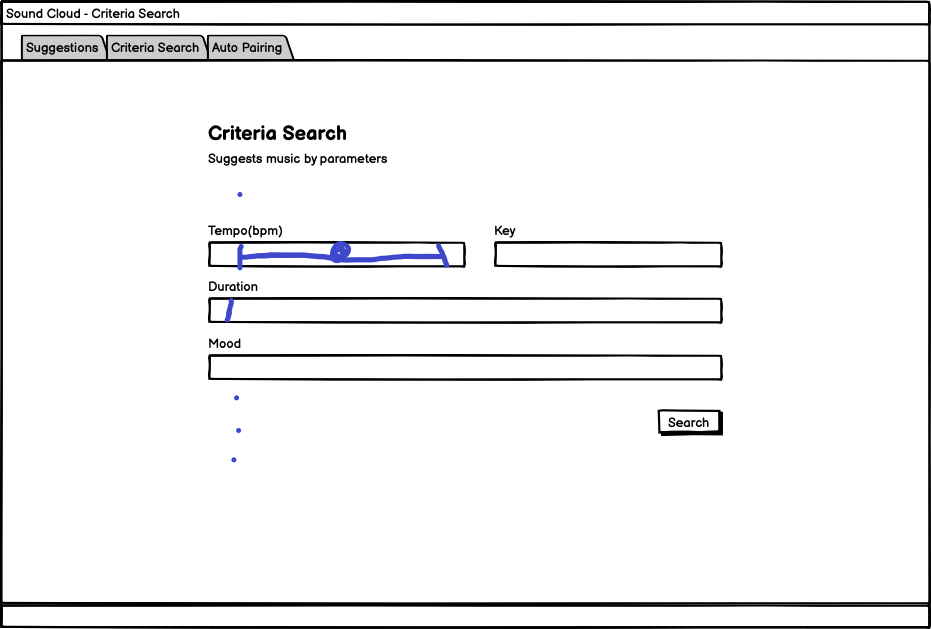 Sound Cloud - Criteria Search
Suggestions Criteria Search Auto Pairing
Criteria Search
Suggests music by parameters
Tempo(bpm) Key
Duration
Mood
Search